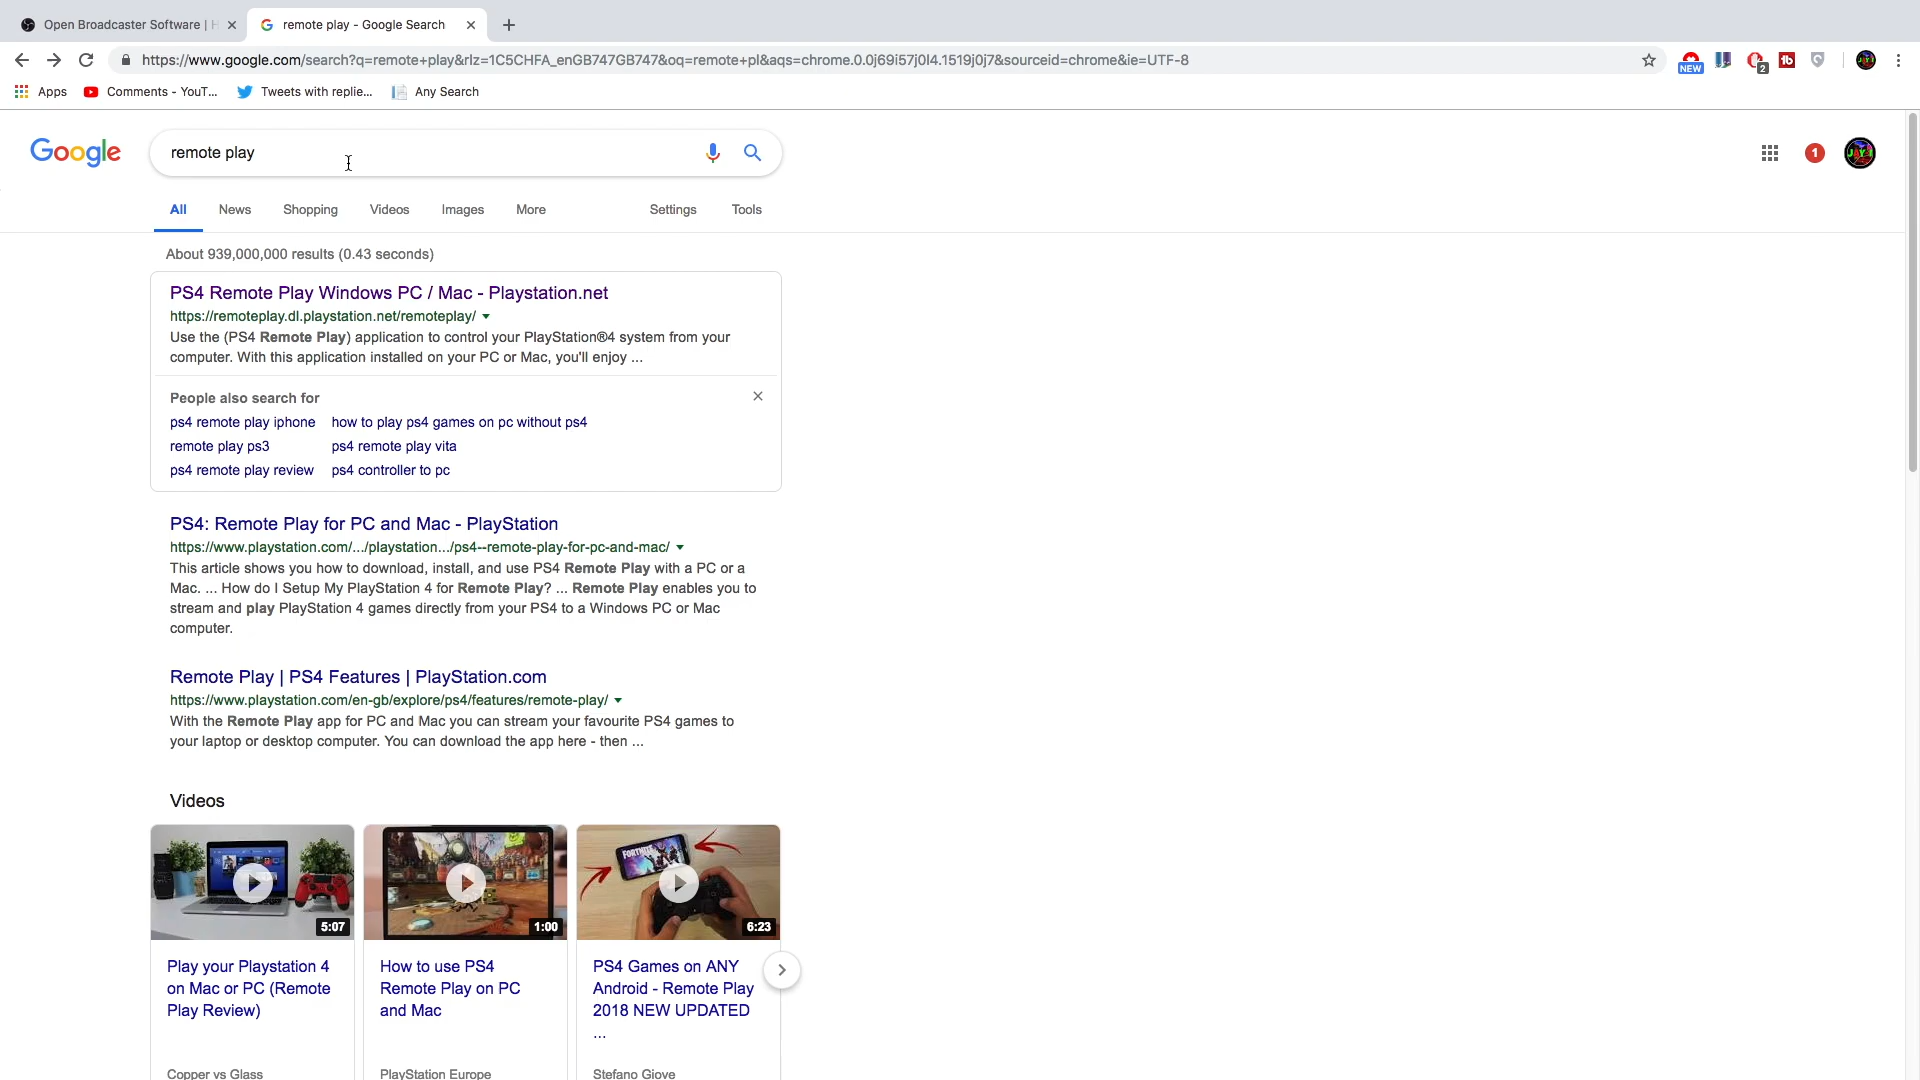 Open Broadcaster Software | H
remote play - Google Search
https://www.google.com/search?q=remote+play&rlz=1C5CHFA_enGB747GB747&oq=remote+pl&aqs=chrome.0.0j69i57j0l4.1519j0j7&sourceid=chrome&ie=UTF-8
NEW
2
Apps
Comments - YouT...
Tweets with replie...
Any Search
Google
remote play
1
All
News
Shopping
Videos
Images
More
Settings
Tools
About 939,000,000 results (0.43 seconds)
PS4 Remote Play Windows PC / Mac - Playstation.net
https://remoteplay.dl.playstation.net/remoteplay/
Use the (PS4 Remote Play) application to control your PlayStation®4 system from your
computer. With this application installed on your PC or Mac, you'll enjoy ...
People also search for
ps4 remote play iphone
how to play ps4 games on pc without ps4
remote play ps3
ps4 remote play vita
ps4 remote play review
ps4 controller to pc
PS4: Remote Play for PC and Mac - PlayStation
https://www.playstation.com/.../playstation.../ps4--remote-play-for-pc-and-mac/
This article shows you how to download, install, and use PS4 Remote Play with a PC or a
Mac. ... How do I Setup My PlayStation 4 for Remote Play? ... Remote Play enables you to
stream and play PlayStation 4 games directly from your PS4 to a Windows PC or Mac
computer.
Remote Play | PS4 Features | PlayStation.com
https://www.playstation.com/en-gb/explore/ps4/features/remote-play/
With the Remote Play app for PC and Mac you can stream your favourite PS4 games to
your laptop or desktop computer. You can download the app here - then ...
Videos
FORTNITE
5:07
1:00
6:23
Play your Playstation 4
on Mac or PC (Remote
Play Review)
How to use PS4
Remote Play on PC
and Mac
PS4 Games on ANY
Android - Remote Play
2018 NEW UPDATED
...
Copper vs Glass
PlayStation Europe
Stefano Giove